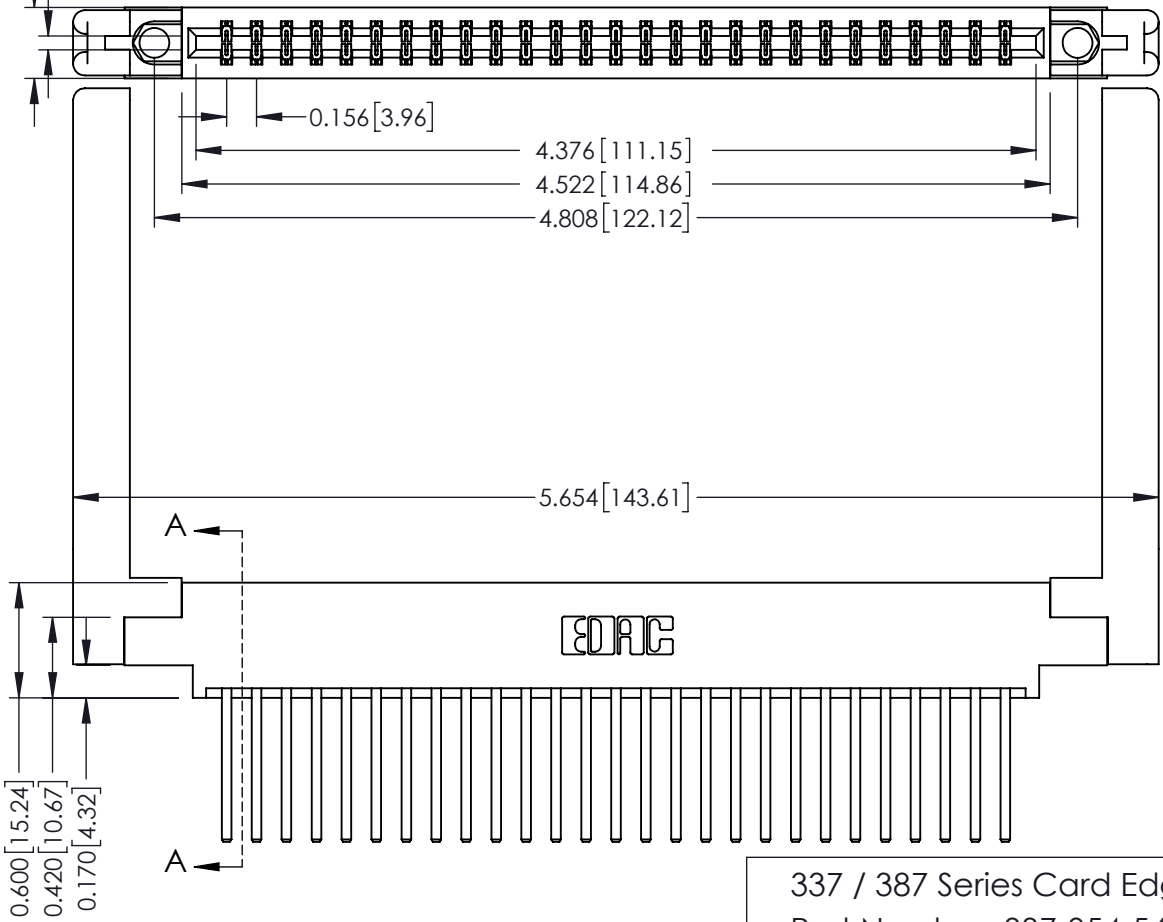 0.156[3.96]
4.376[111.15]
4.522[114.86]
4.808[122.12]
5.654[143.61]
A
EDAC
A
0.600[15.24]
0.420[10.67]
0.170[4.32]
337 / 387 Series Card